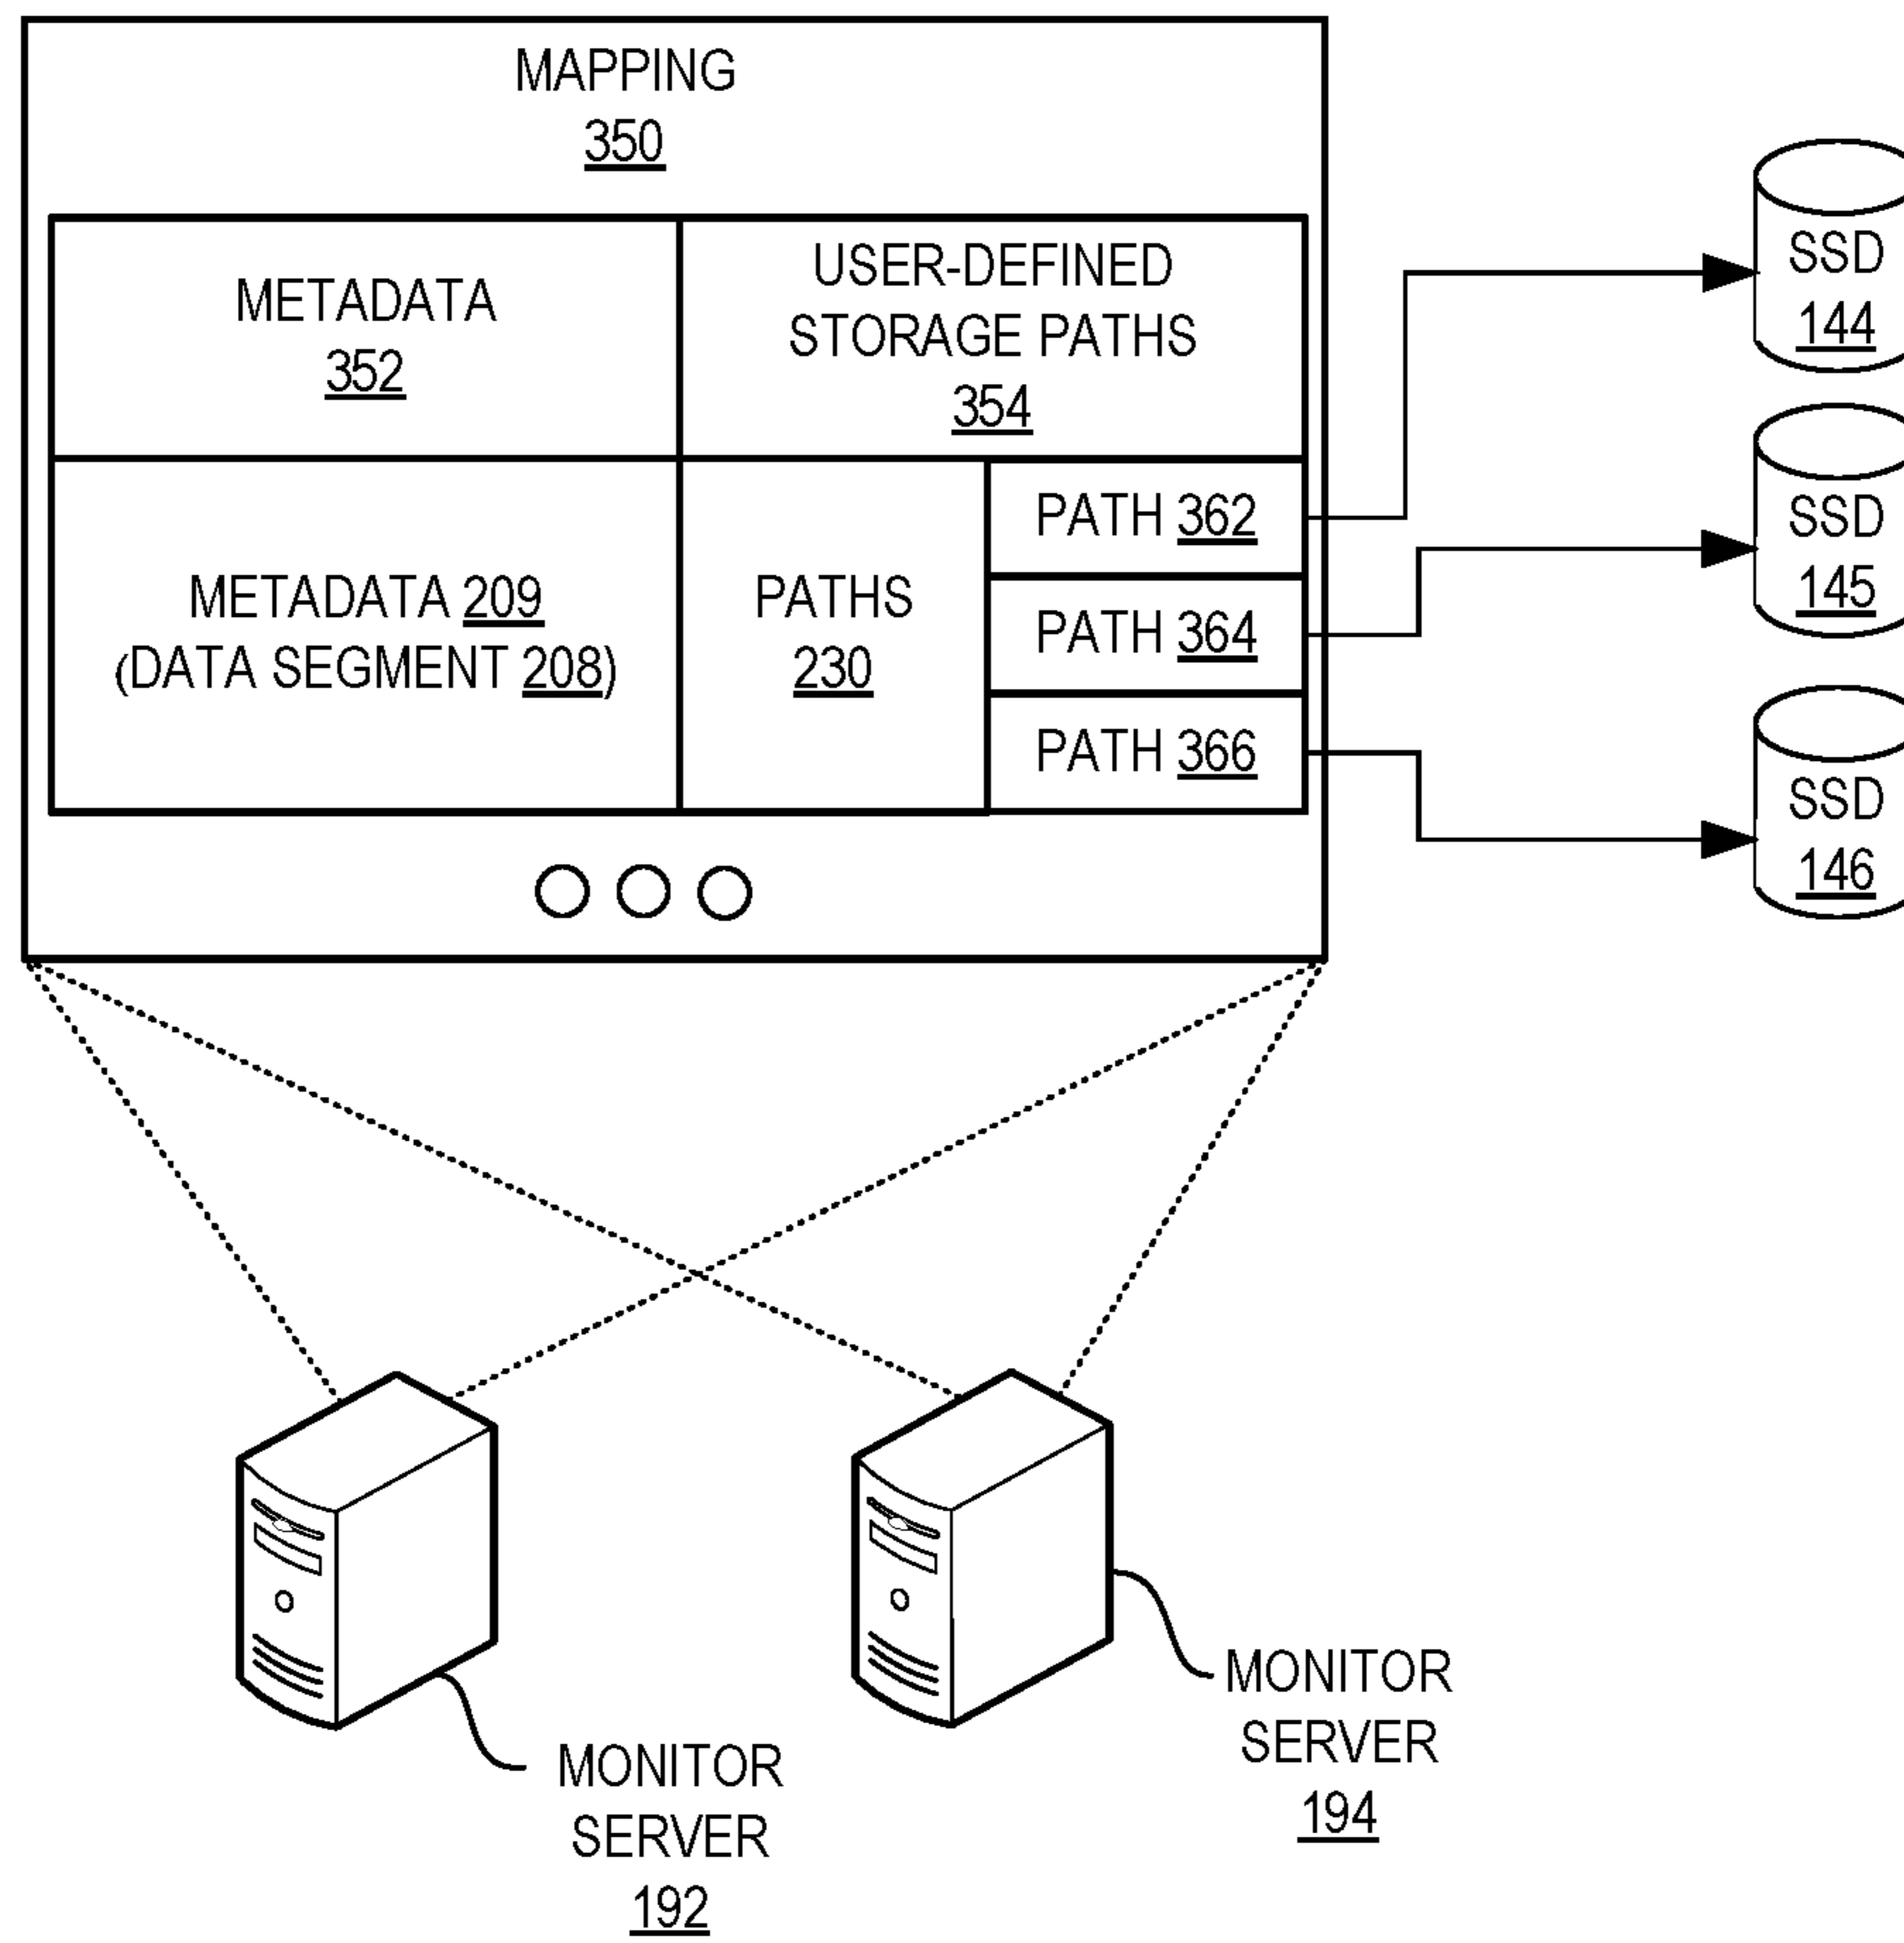 MAPPING
350
METADATA
352
USER-DEFINED
STORAGE PATHS
354
METADATA 209
(DATA SEGMENT 208)
PATHS
230
PATH 362
PATH 364
PATH 366
SSD
144
SSD
145
SSD
146
MONITOR
SERVER
192
MONITOR
SERVER
194